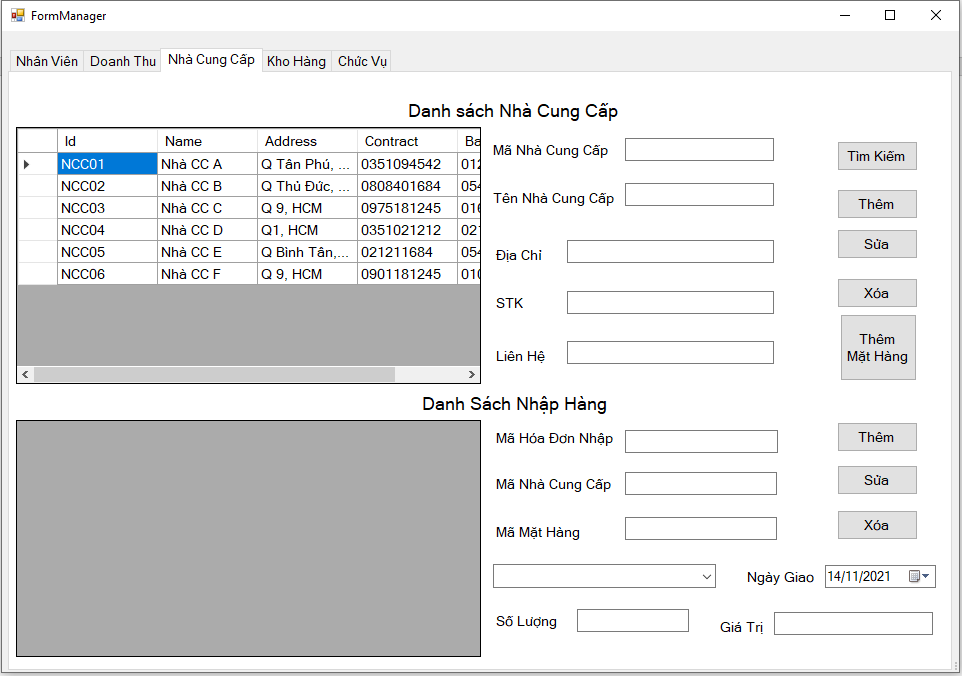 FormManager
Nhân Viên Doanh Thu Nhà Cung Cấp Kho Hàng Chức Vụ
Danh sách Nhà Cung Cấp
Id Name Address Contract Ba
NCC01 Nhà CC A Q Tân Phú, ... 0351094542 012
NCC02 Nhà CC B Q Thủ Đức, ... 0808401684 054
NCC03 Nhà CC C Q 9, HCM 0975181245 016
NCC04 Nhà CC D Q1, HCM 0351021212 021
NCC05 Nhà CC E Q Bình Tân,... 021211684 054
NCC06 Nhà CC F Q 9, HCM 0901181245 010
Mã Nhà Cung Cấp
Tìm Kiếm
Tên Nhà Cung Cấp
Thêm
Địa Chỉ
Sửa
STK
Xóa
Liên Hệ
Thêm
Mặt Hàng
Danh Sách Nhập Hàng
Mã Hóa Đơn Nhập
Thêm
Mã Nhà Cung Cấp
Sửa
Mã Mặt Hàng
Xóa
Ngày Giao 14/11/2021
Số Lượng
Giá Trị